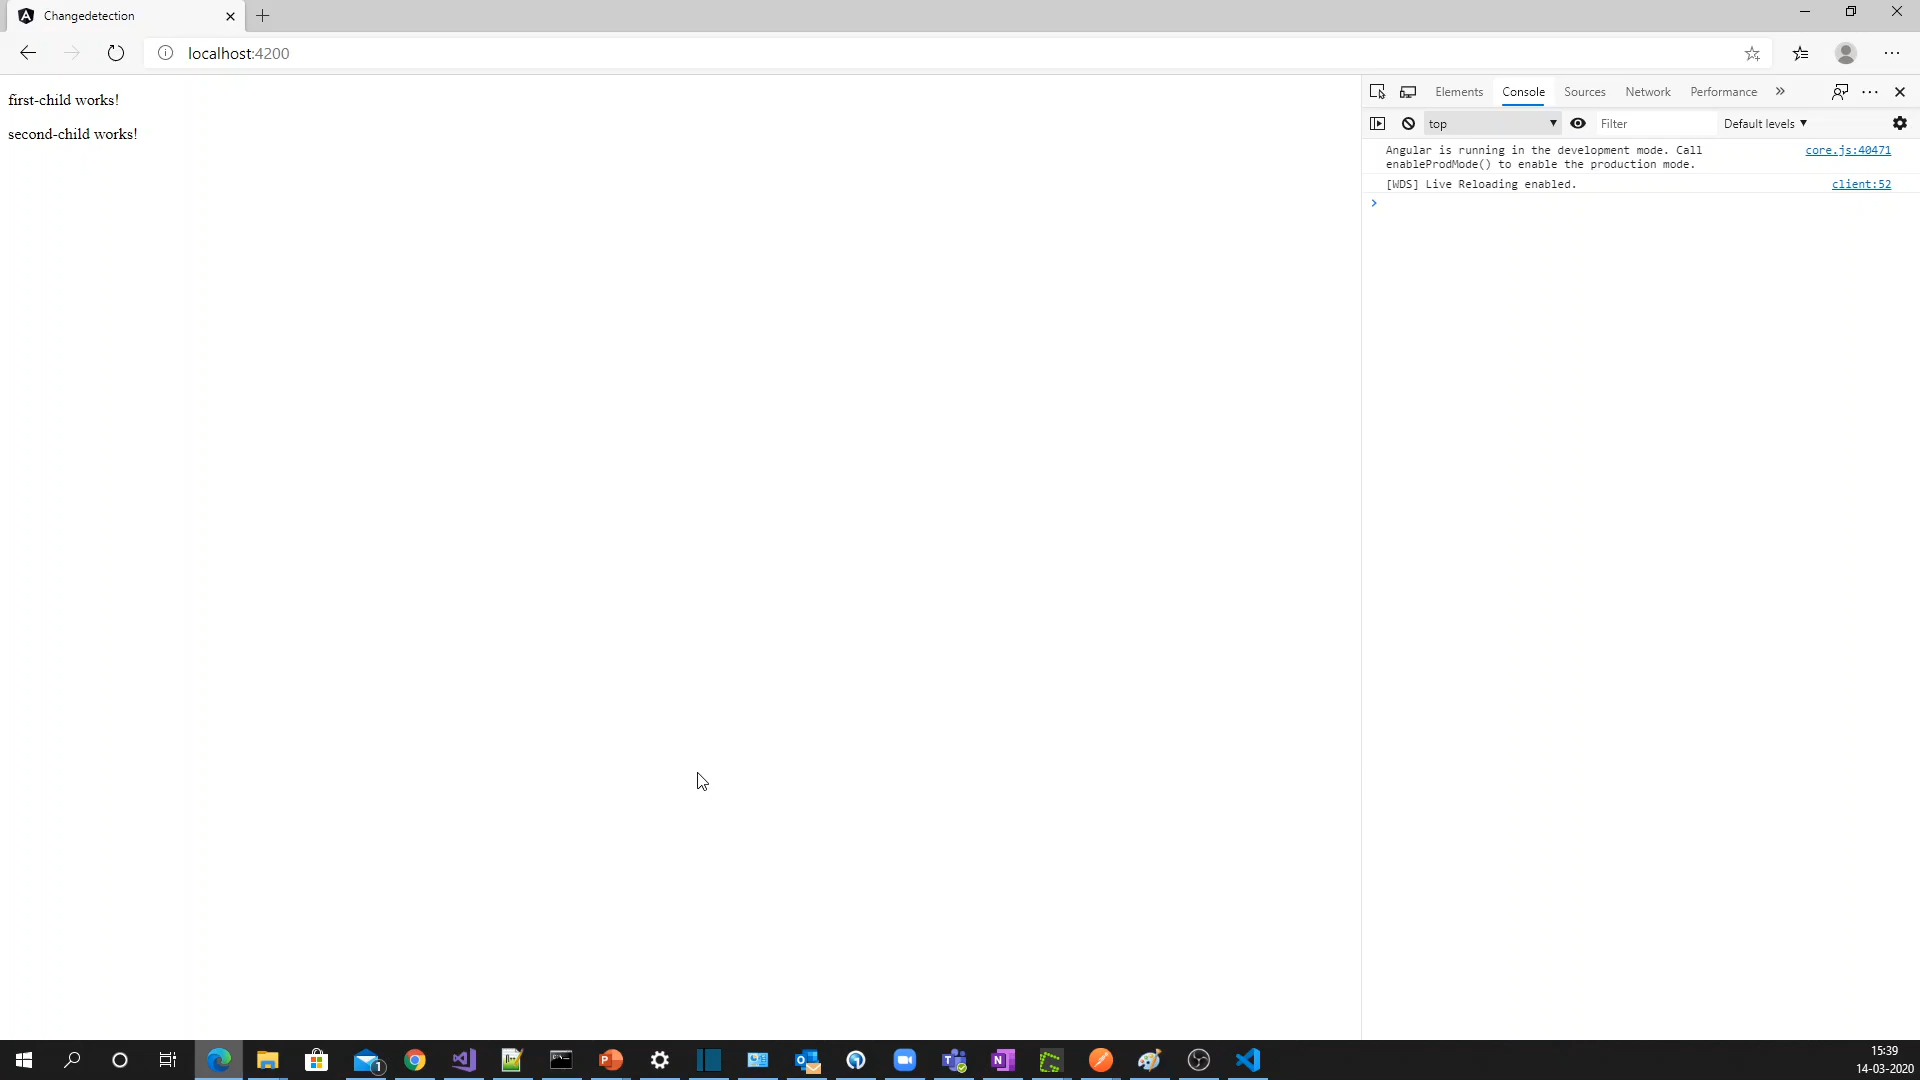 Changedetection
localhost:4200
first-child works!
second-child works!
Elements Console Sources Network Performance
top Filter Default levels
Angular is running in the development mode. Call core.js:40471
enableProdMode() to enable the production mode.
[WDS] Live Reloading enabled. client:52
15:39
14-03-2020